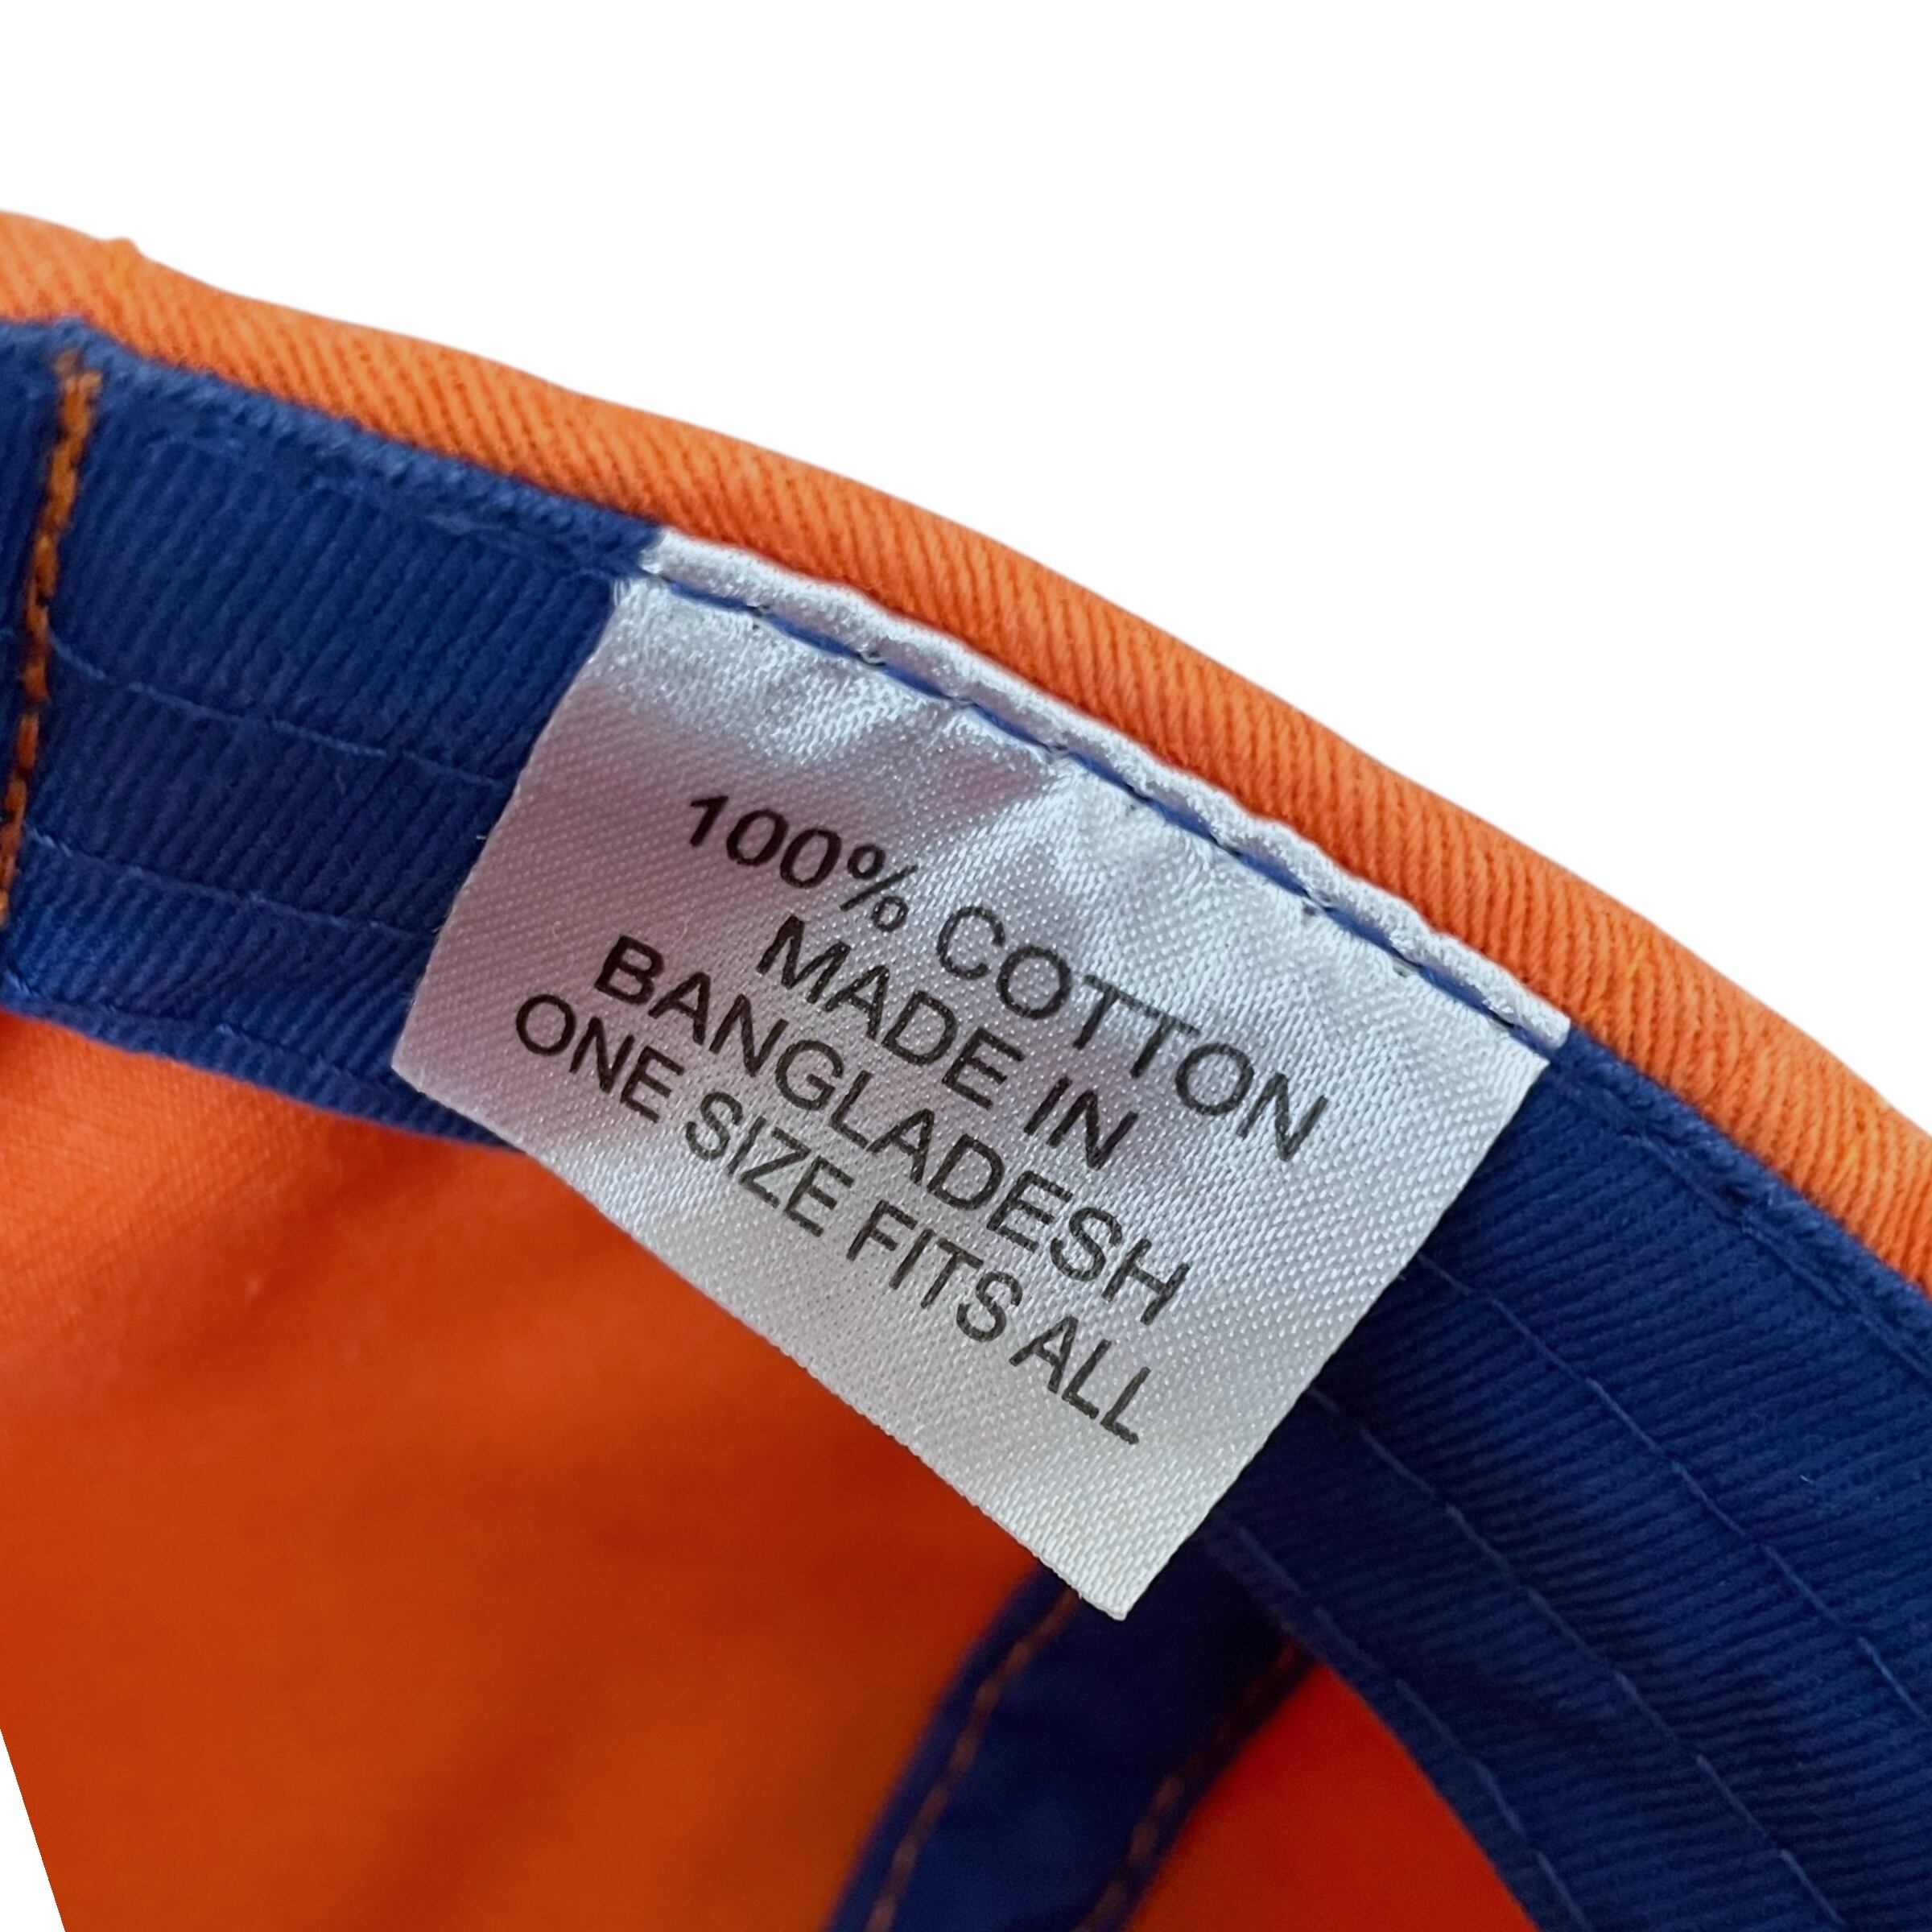 100% COTTON
MADE IN
BANGLADESH
ONE SIZE FITS ALL